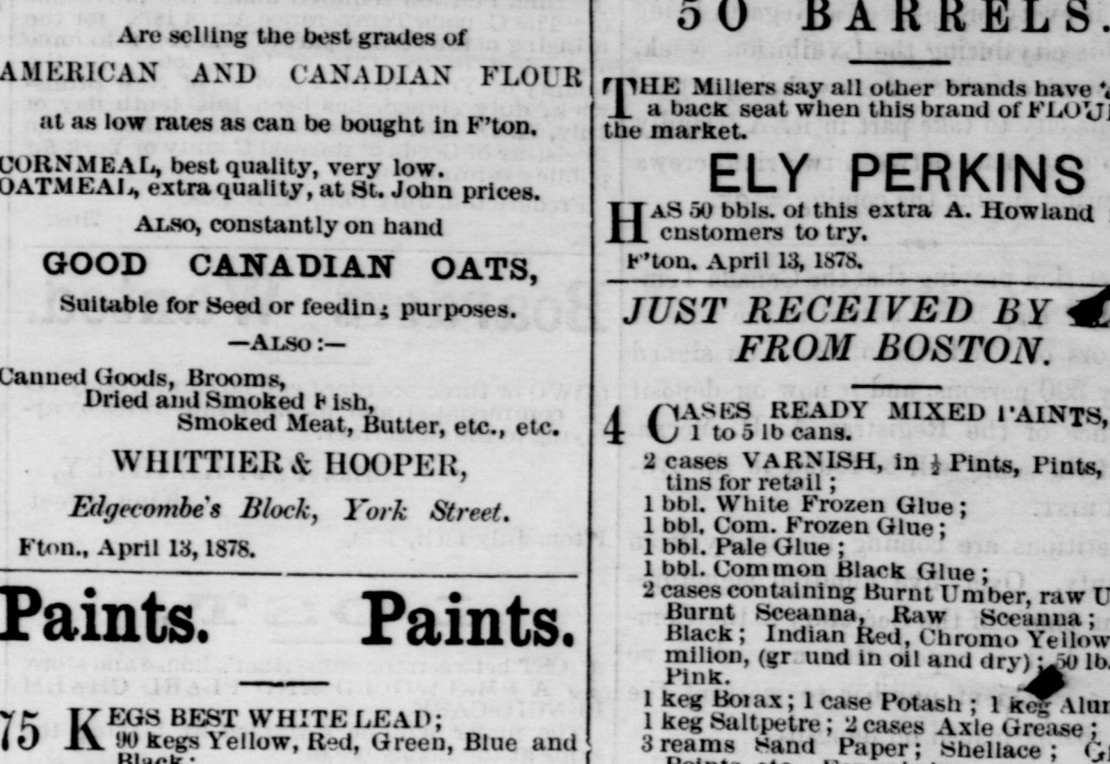 Are selling the best grades of
AMERICAN AND CANADIAN FLOUR
at as low rates as can be bought in F'ton.
CORNMEAL, best quality, very low.
OATMEAL, extra quality, at St. John prices.
ALSO, constantly on hand
GOOD CANADIAN OATS,
Suitable for Seed or feeding purposes.
—ALSO :—
Canned Goods, Brooms,
Dried and Smoked Fish,
Smoked Meat, Butter, etc., etc.
WHITTIER & HOOPER,
Edgecombe's Block, York Street.
Fton., April 13, 1878.
Paints. Paints.
75 KEGS BEST WHITE LEAD;
90 kegs Yellow, Red, Green, Blue and
Black;
50 BARRELS.
THE Millers say all other brands have
a back seat when this brand of
the market.
ELY PERKINS
HAS 50 bbls. of this extra A. Howland
cnstomers to try.
F'ton. April 13, 1878.
JUST RECEIVED BY
FROM BOSTON.
4 CASES READY MIXED PAINTS,
1 to 5 lb cans.
2 cases VARNISH, in ½ Pints, Pints,
tins for retail ;
1 bbl. White Frozen Glue;
1 bbl. Com. Frozen Glue;
1 bbl. Pale Glue ;
1 bbl. Common Black Glue;
2 cases containing Burnt Umber, raw
Burnt Sceanna, Raw Sceanna;
Black; Indian Red, Chromo Yellow
milion, (ground in oil and dry); 50 lb.
Pink.
1 keg Borax; 1 case Potash ; 1 keg
1 keg Saltpetre; 2 cases Axle Grease;
3 reams Sand Paper; Shellace;